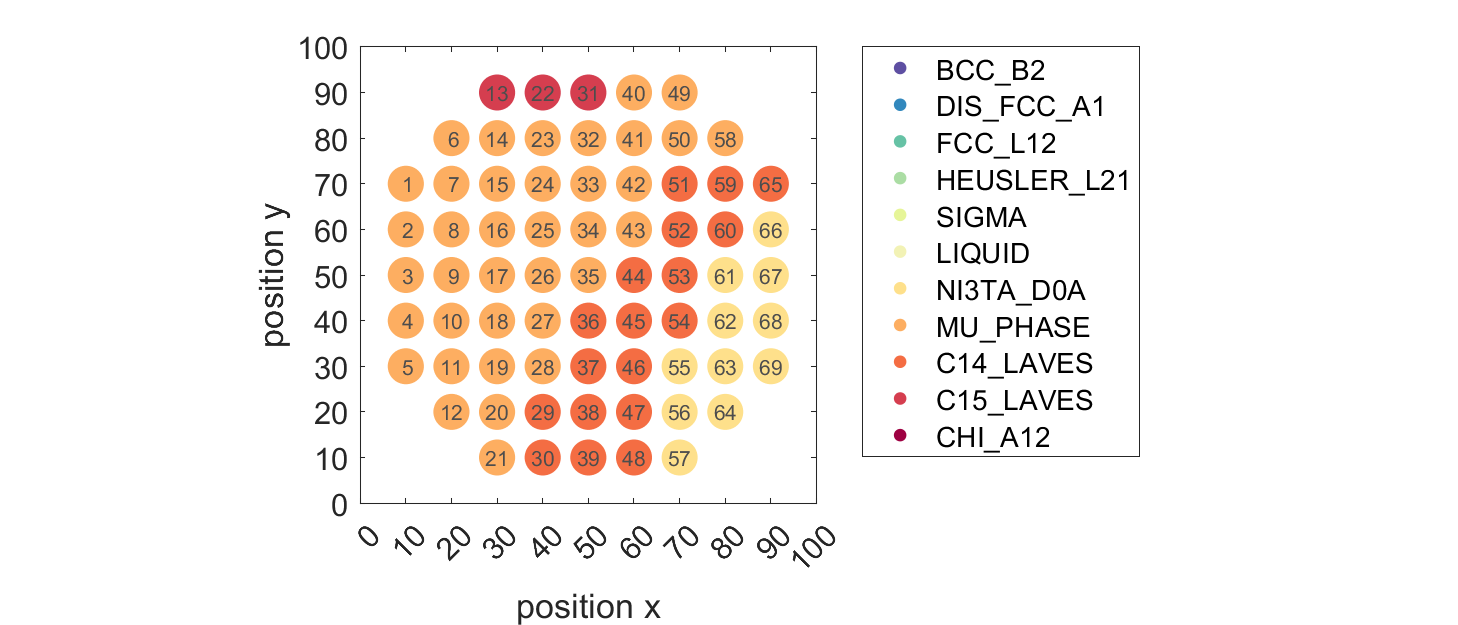 100
90
80
70
60
50
40
30
20
10
0
position y
13 22 31 40 49
6 14 23 32 41 50 58
1 7 15 24 33 42 51 59 65
2 8 16 25 34 43 52 60 66
3 9 17 26 35 44 53 61 67
4 10 18 27 36 45 54 62 68
5 11 19 28 37 46 55 63 69
12 20 29 38 47 56 64
21 30 39 48 57
0 10 20 30 40 50 60 70 80 90 100
position x
BCC_B2
DIS_FCC_A1
FCC_L12
HEUSLER_L21
SIGMA
LIQUID
NI3TA_D0A
MU_PHASE
C14_LAVES
C15_LAVES
CHI_A12